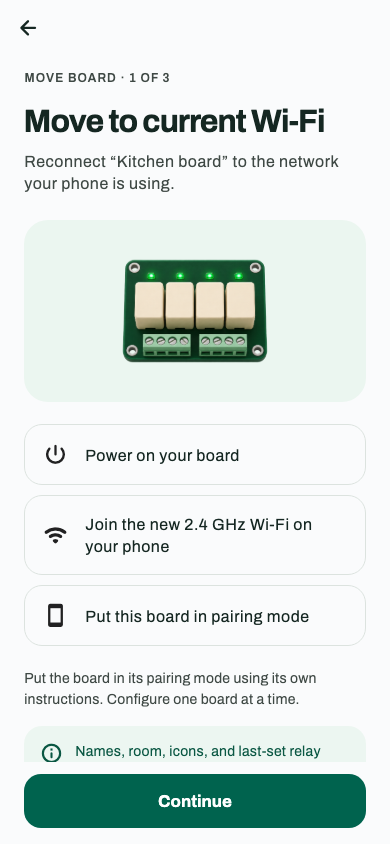 MOVE BOARD · 1 OF 3
Move to current Wi-Fi
Reconnect “Kitchen board” to the network
your phone is using.
Power on your board
Join the new 2.4 GHz Wi-Fi on
your phone
Put this board in pairing mode
Put the board in its pairing mode using its own
instructions. Configure one board at a time.
Names, room, icons, and last-set relay
Continue